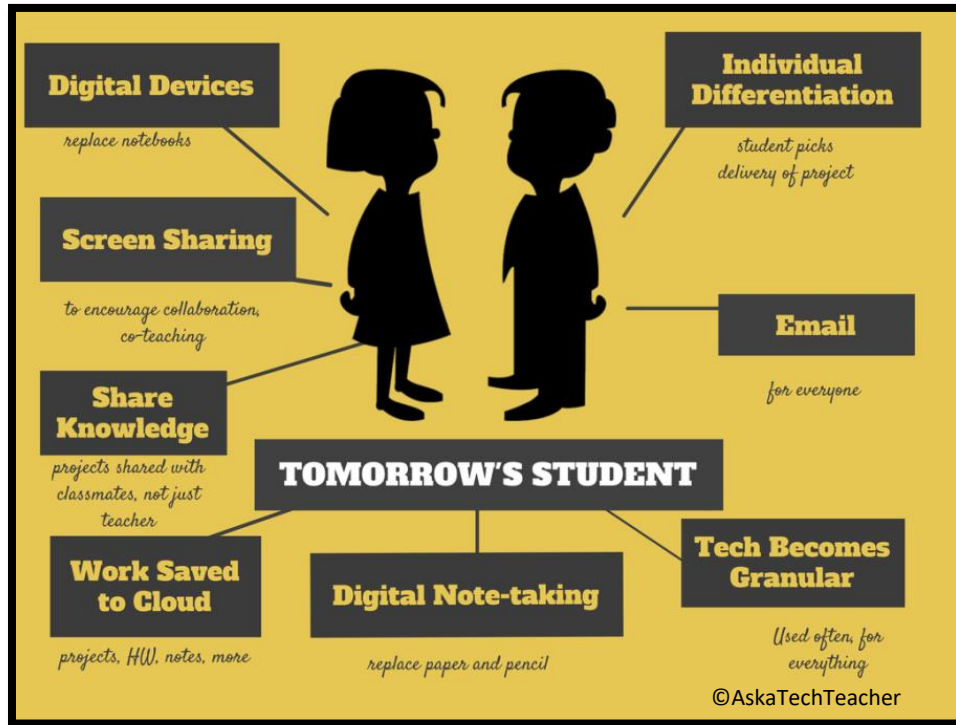 Digital Devices
replace notebooks
Screen Sharing
to encourage collaboration,
co-teaching
Share
Knowledge
projects shared with
classmates, not just
teacher
Work Saved
to Cloud
projects, HW, notes, more
TOMORROW'S STUDENT
Digital Note-taking
replace paper and pencil
Individual
Differentiation
student picks
delivery of project
Email
for everyone
Tech Becomes
Granular
Used often, for
everything
©AskaTechTeacher